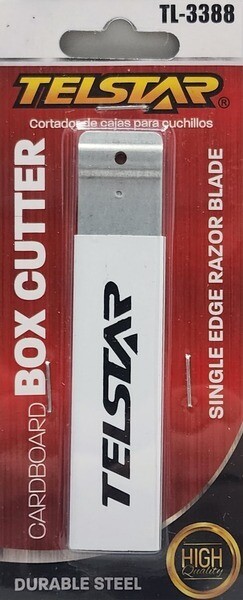 TL-3388
TELSTAR®
Cortador de cajas para cuchillos
CARDBOARD BOX CUTTER
TELSTAR
SINGLE EDGE RAZOR BLADE
DURABLE STEEL
HIGH
Quality